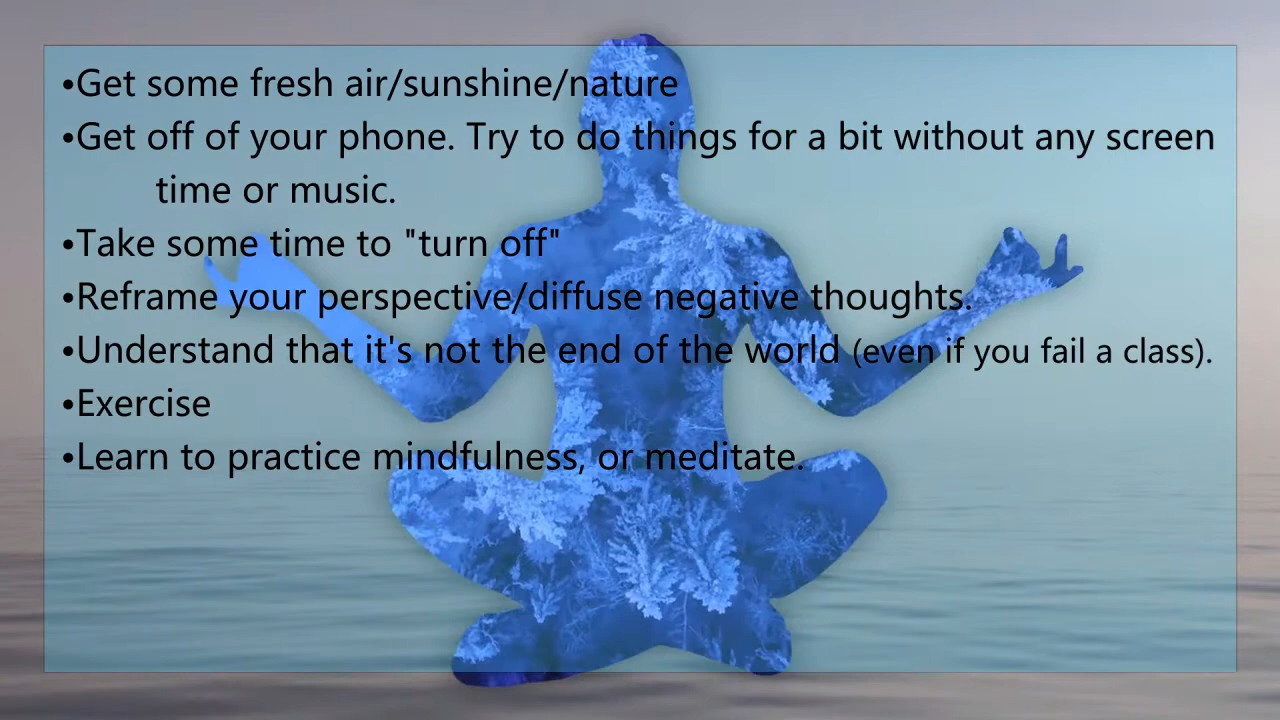 •Get some fresh air/sunshine/nature
•Get off of your phone. Try to do things for a bit without any screen
time or music.
•Take some time to "turn off"
•Reframe your perspective/diffuse negative thoughts.
•Understand that it's not the end of the world (even if you fail a class).
•Exercise
•Learn to practice mindfulness, or meditate.